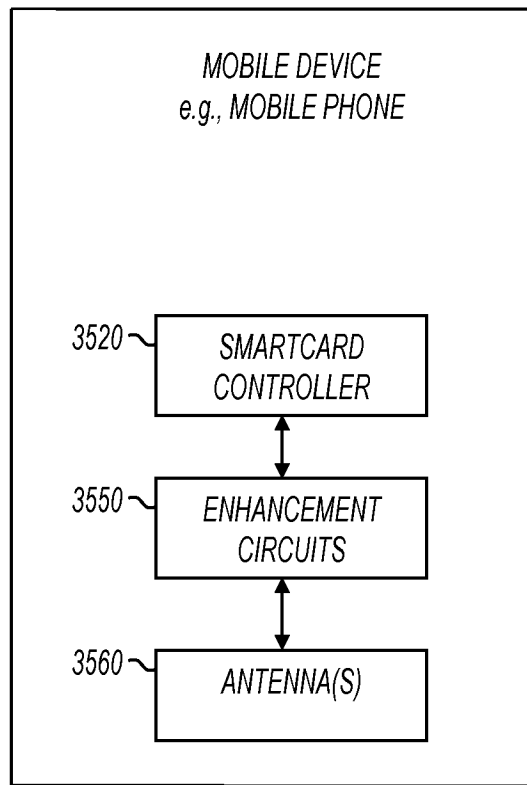 MOBILE DEVICE
e.g., MOBILE PHONE
3520
SMARTCARD
CONTROLLER
3550
ENHANCEMENT
CIRCUITS
3560
ANTENNA(S)